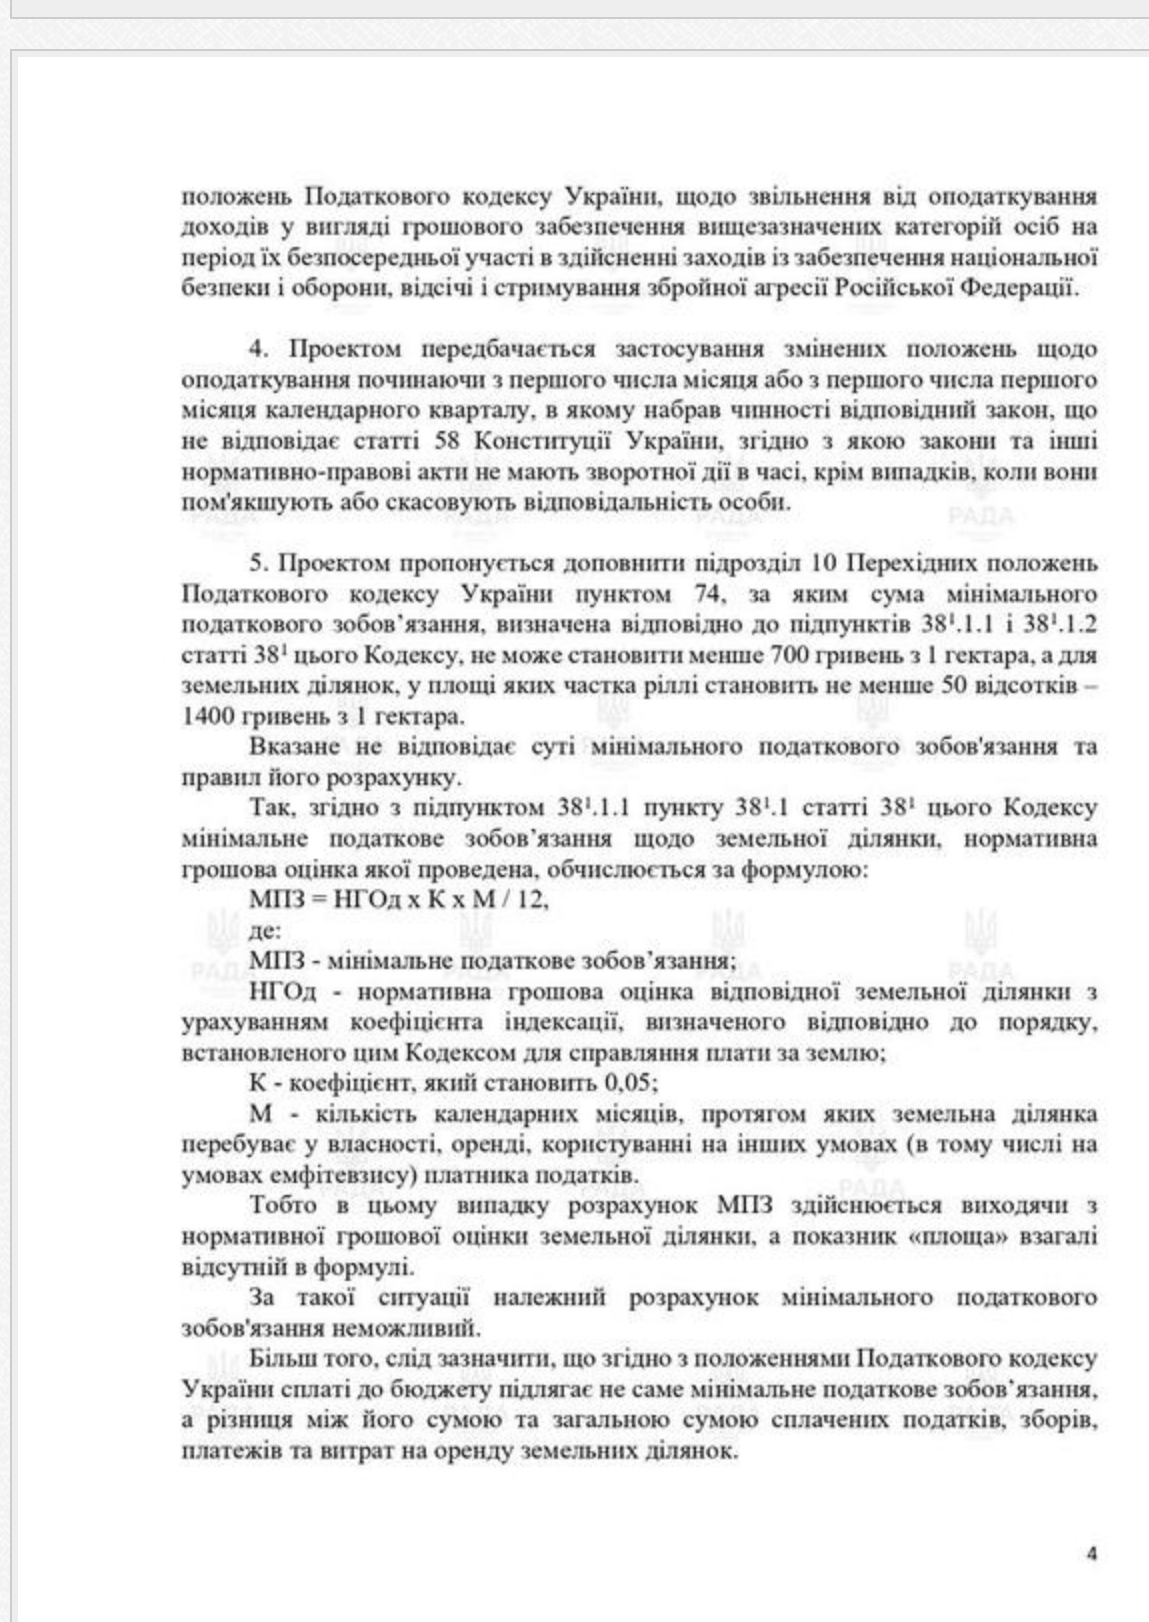 положень Податкового кодексу України, щодо звільнення від оподаткування
доходів у вигляді грошового забезпечення вищезазначених категорій осіб на
період їх безпосередньої участі в здійсненні заходів із забезпечення національної
безпеки і оборони, відсічі і стримування збройної агресії Російської Федерації.
4. Проектом передбачається застосування змінених положень щодо
оподаткування починаючи з першого числа місяця або з першого числа першого
місяця календарного кварталу, в якому набрав чинності відповідний закон, що
не відповідає статті 58 Конституції України, згідно з якою закони та інші
нормативно-правові акти не мають зворотної дії в часі, крім випадків, коли вони
пом'якшують або скасовують відповідальність особи.
5. Проектом пропонується доповнити підрозділ 10 Перехідних положень
Податкового кодексу України пунктом 74, за яким сума мінімального
податкового зобов’язання, визначена відповідно до підпунктів 38¹.1.1 і 38¹.1.2
статті 38¹ цього Кодексу, не може становити менше 700 гривень з 1 гектара, а для
земельних ділянок, у площі яких частка ріллі становить не менше 50 відсотків –
1400 гривень з 1 гектара.
Вказане не відповідає суті мінімального податкового зобов'язання та
правил його розрахунку.
Так, згідно з підпунктом 38¹.1.1 пункту 38¹.1 статті 38¹ цього Кодексу
мінімальне податкове зобов’язання щодо земельної ділянки, нормативна
грошова оцінка якої проведена, обчислюється за формулою:
МПЗ = НГОд х К х М / 12,
де:
МПЗ - мінімальне податкове зобов’язання;
НГОд - нормативна грошова оцінка відповідної земельної ділянки з
урахуванням коефіцієнта індексації, визначеного відповідно до порядку,
встановленого цим Кодексом для справляння плати за землю;
К - коефіцієнт, який становить 0,05;
М - кількість календарних місяців, протягом яких земельна ділянка
перебуває у власності, оренді, користуванні на інших умовах (в тому числі на
умовах емфітевзису) платника податків.
Тобто в цьому випадку розрахунок МПЗ здійснюється виходячи з
нормативної грошової оцінки земельної ділянки, а показник «площа» взагалі
відсутній в формулі.
За такої ситуації належний розрахунок мінімального податкового
зобов'язання неможливий.
Більш того, слід зазначити, що згідно з положеннями Податкового кодексу
України сплаті до бюджету підлягає не саме мінімальне податкове зобов’язання,
а різниця між його сумою та загальною сумою сплачених податків, зборів,
платежів та витрат на оренду земельних ділянок.
4